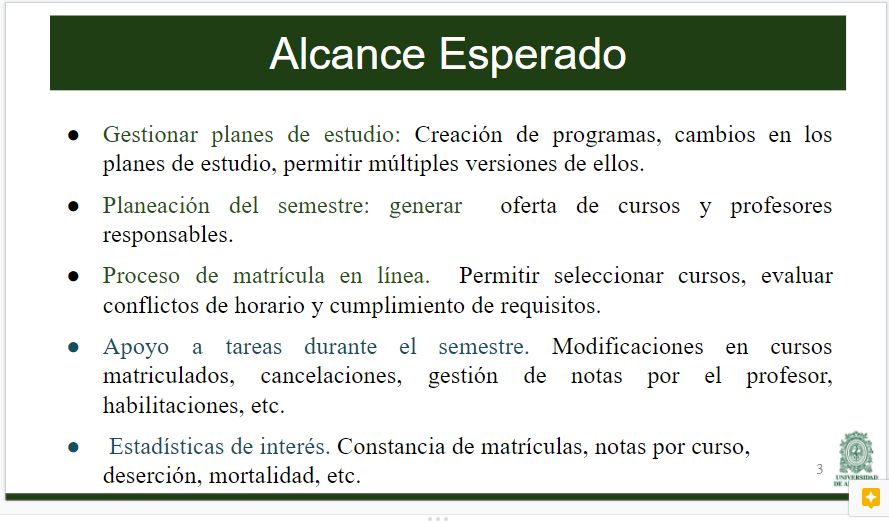 Alcance Esperado
● Gestionar planes de estudio: Creación de programas, cambios en los
planes de estudio, permitir múltiples versiones de ellos.
● Planeación del semestre: generar oferta de cursos y profesores
responsables.
● Proceso de matrícula en línea. Permitir seleccionar cursos, evaluar
conflictos de horario y cumplimiento de requisitos.
● Apoyo a tareas durante el semestre. Modificaciones en cursos
matriculados, cancelaciones, gestión de notas por el profesor,
habilitaciones, etc.
● Estadísticas de interés. Constancia de matrículas, notas por curso,
deserción, mortalidad, etc.
3
UNIVERSIDAD
DE